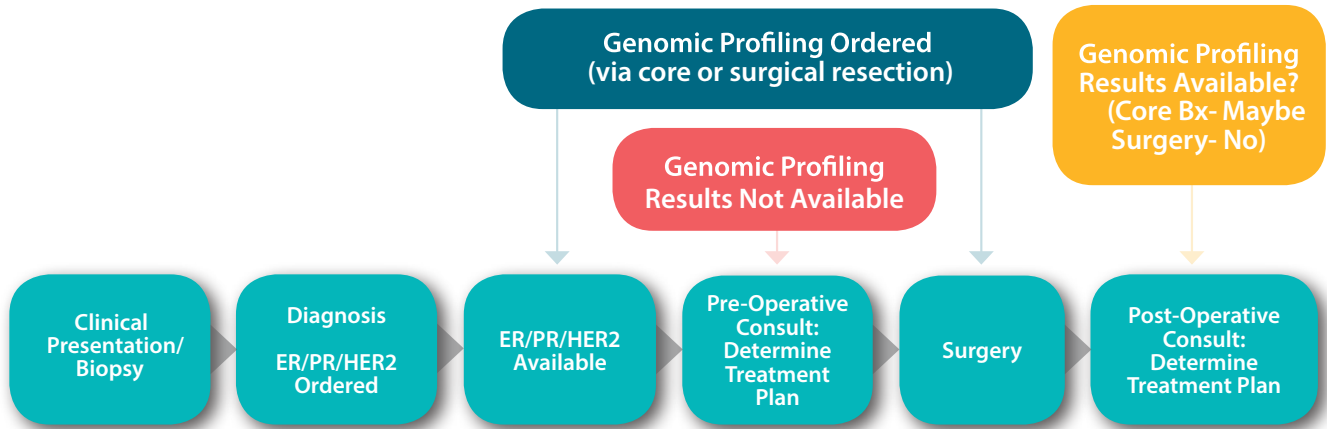 Genomic Profiling Ordered
(via core or surgical resection)
Genomic Profiling
Results Available?
(Core Bx- Maybe
Surgery- No)
Genomic Profiling
Results Not Available
Clinical
Presentation/
Biopsy
Diagnosis
ER/PR/HER2
Ordered
ER/PR/HER2
Available
Pre-Operative
Consult:
Determine
Treatment
Plan
Surgery
Post-Operative
Consult:
Determine
Treatment Plan